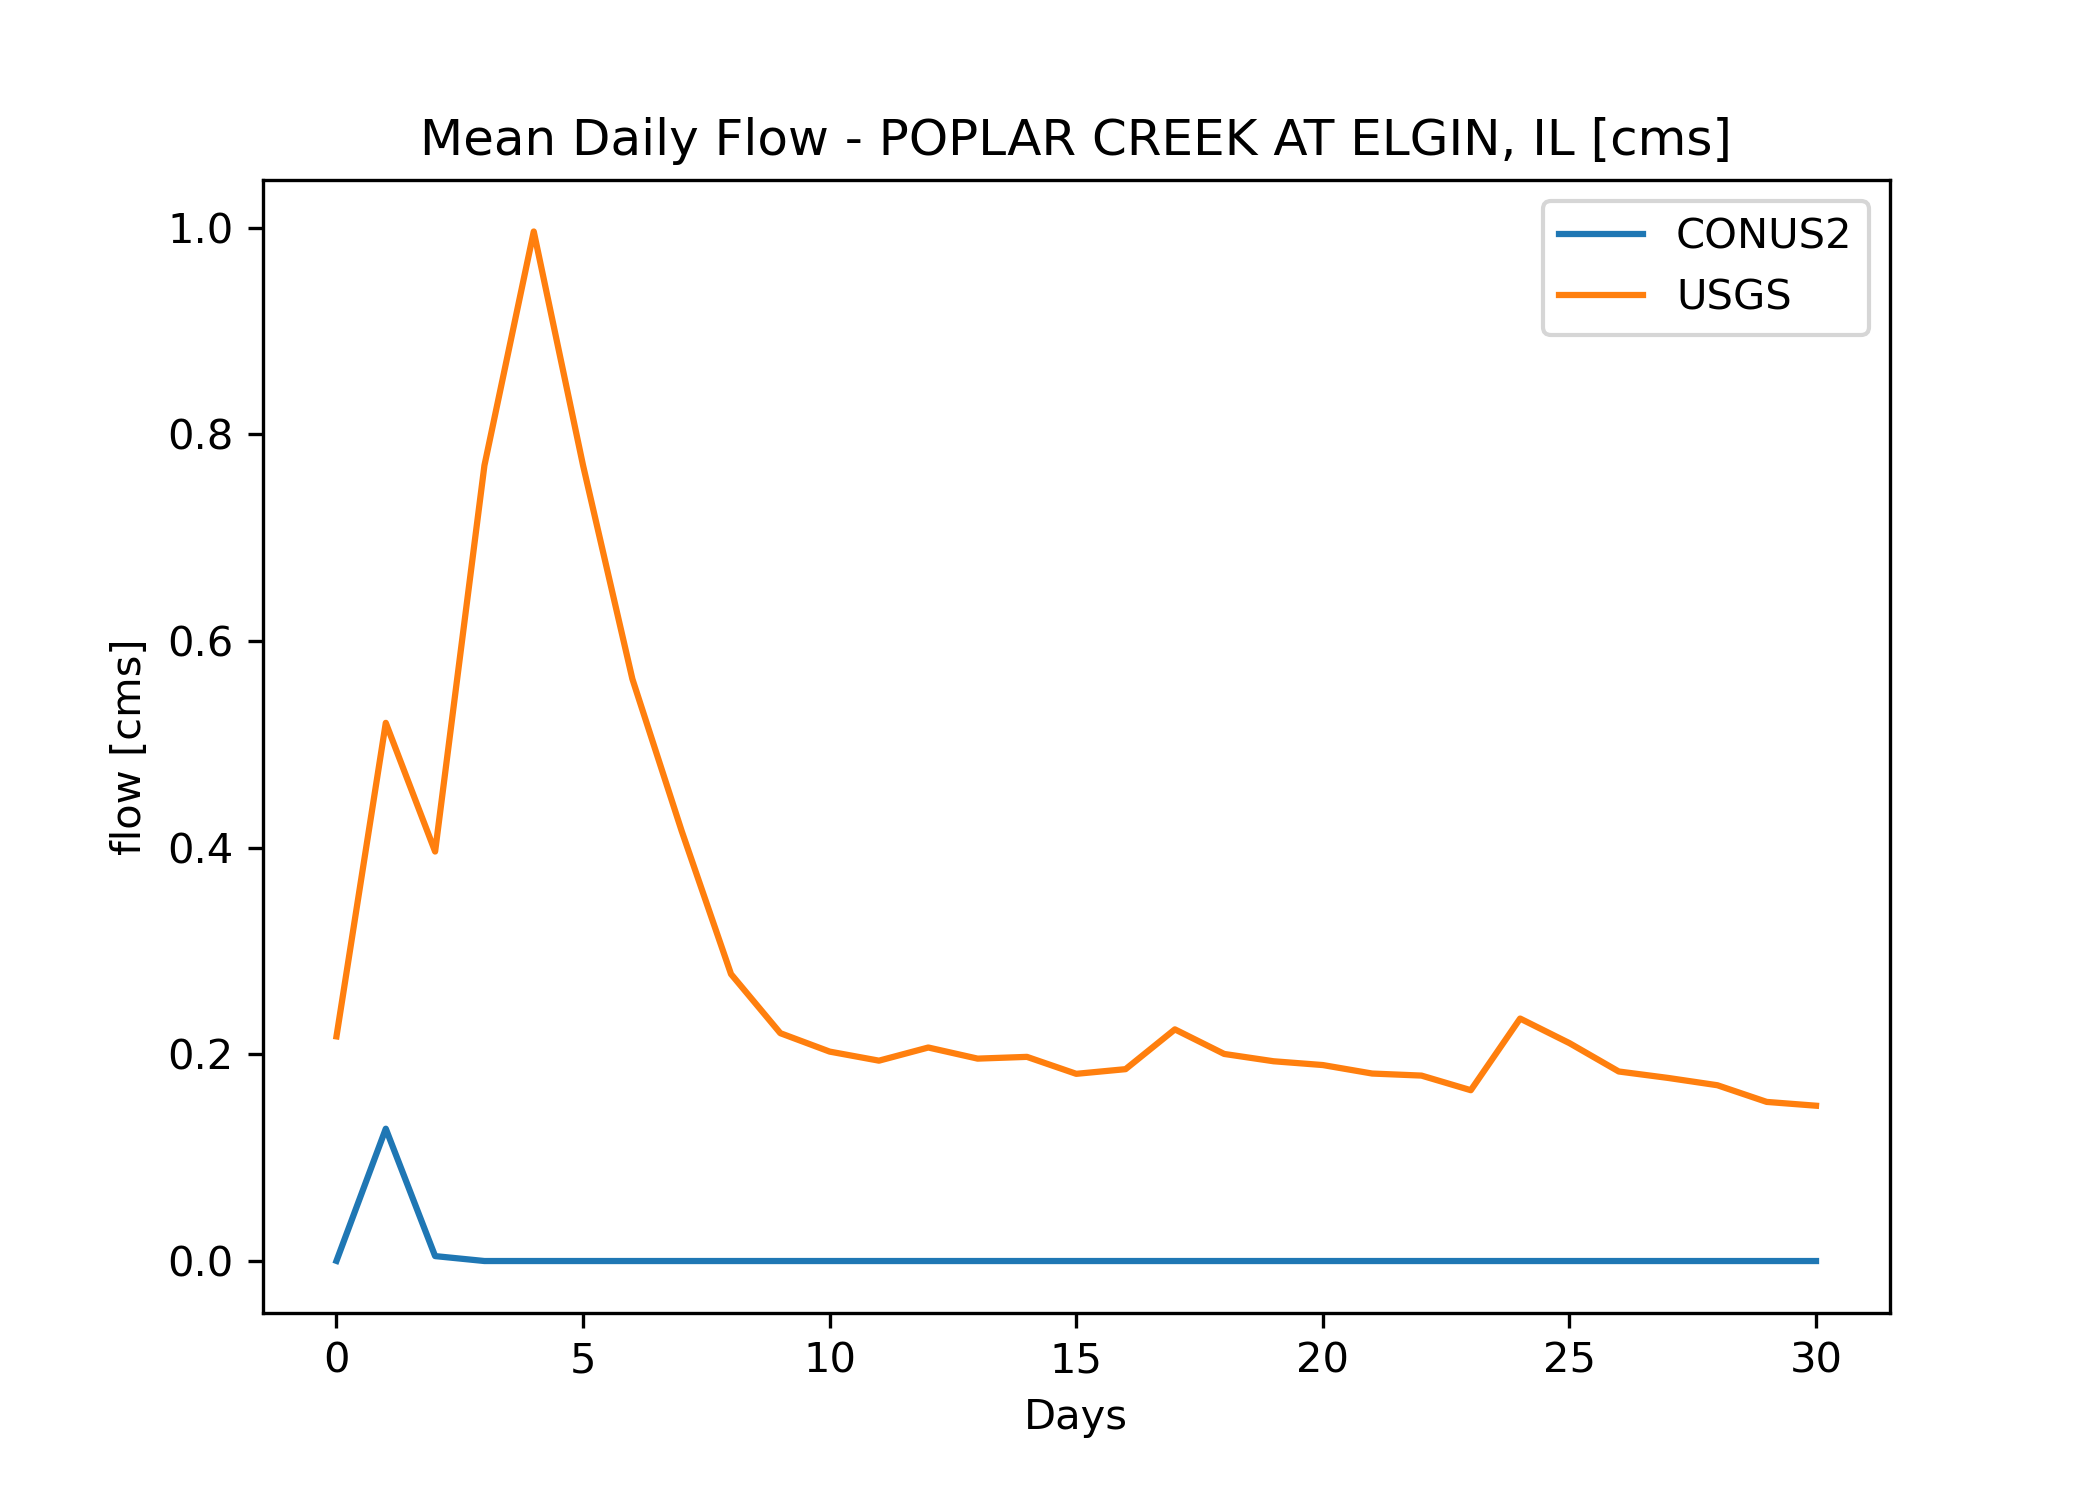 Mean Daily Flow - POPLAR CREEK AT ELGIN, IL [cms]
CONUS2
USGS
1.0
0.8
0.6
0.4
0.2
0.0
flow [cms]
0 5 10 15 20 25 30
Days